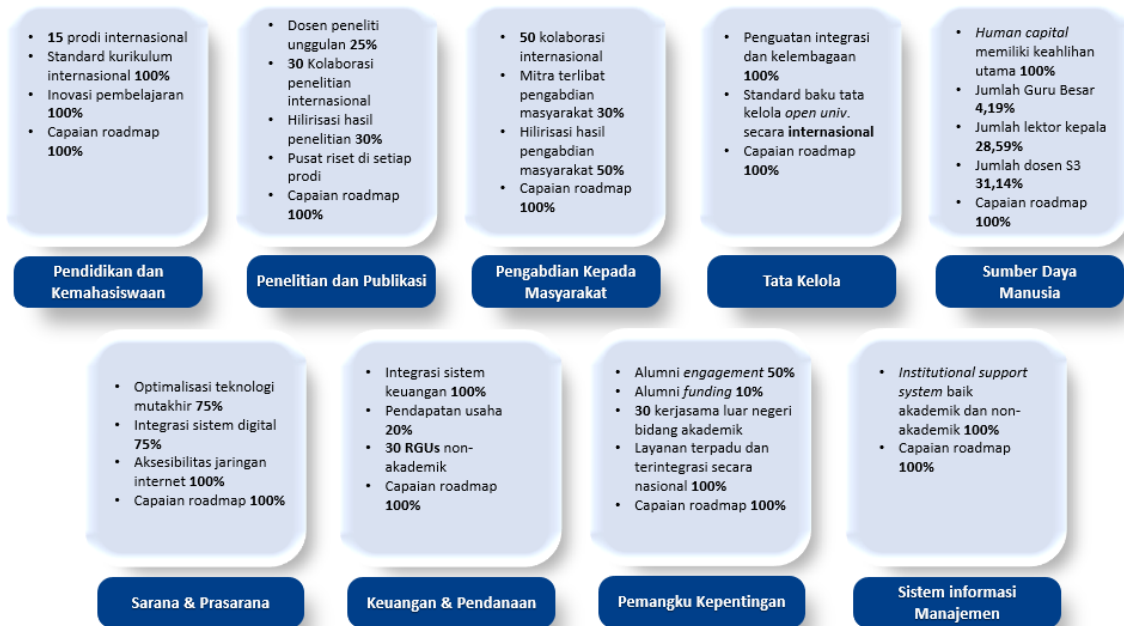 • 15 prodi internasional
• Standard kurikulum
internasional 100%
• Inovasi pembelajaran
100%
• Capaian roadmap
100%
Pendidikan dan
Kemahasiswaan
• Dosen peneliti
unggulan 25%
• 30 Kolaborasi
penelitian
internasional
• Hilirisasi hasil
penelitian 30%
• Pusat riset di setiap
prodi
• Capaian roadmap
100%
Penelitian dan Publikasi
• 50 kolaborasi
internasional
• Mitra terlibat
pengabdian
masyarakat 30%
• Hilirisasi hasil
pengabdian
masyarakat 50%
• Capaian roadmap
100%
Pengabdian Kepada
Masyarakat
• Penguatan integrasi
dan kelembagaan
100%
• Standard baku tata
kelola open univ.
secara internasional
• Capaian roadmap
100%
Tata Kelola
• Human capital
memiliki keahlihan
utama 100%
• Jumlah Guru Besar
4,19%
• Jumlah lektor kepala
28,59%
• Jumlah dosen S3
31,14%
• Capaian roadmap
100%
Sumber Daya
Manusia
• Optimalisasi teknologi
mutakhir 75%
• Integrasi sistem digital
75%
• Aksesibilitas jaringan
internet 100%
• Capaian roadmap 100%
Sarana & Prasarana
• Integrasi sistem
keuangan 100%
• Pendapatan usaha
20%
• 30 RGUs non-
akademik
• Capaian roadmap
100%
Keuangan & Pendanaan
• Alumni engagement 50%
• Alumni funding 10%
• 30 kerjasama luar negeri
bidang akademik
• Layanan terpadu dan
terintegrasi secara
nasional 100%
• Capaian roadmap 100%
Pemangku Kepentingan
• Institutional support
system baik
akademik dan non-
akademik 100%
• Capaian roadmap
100%
Sistem informasi
Manajemen